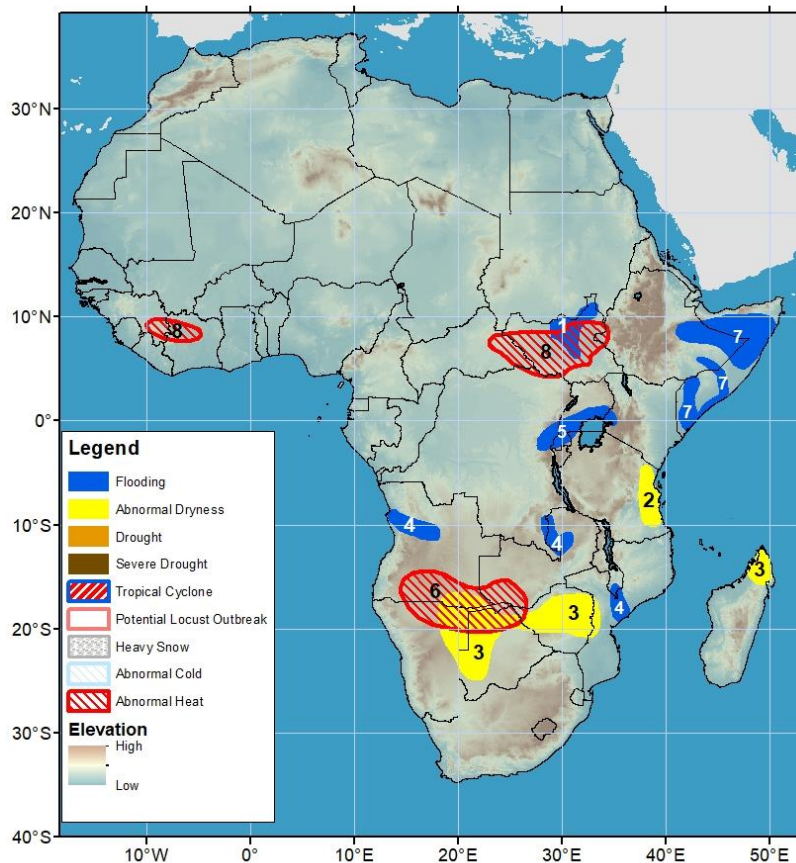 30°N
20°N
10°N
0°
10°S
20°S
30°S
40°S
10°W
0°
10°E
20°E
30°E
40°E
50°E
1
8
8
7
7
7
5
2
4
4
3
6
3
4
3
Legend
Flooding
Abnormal Dryness
Drought
Severe Drought
Tropical Cyclone
Potential Locust Outbreak
Heavy Snow
Abnormal Cold
Abnormal Heat
Elevation
High
Low